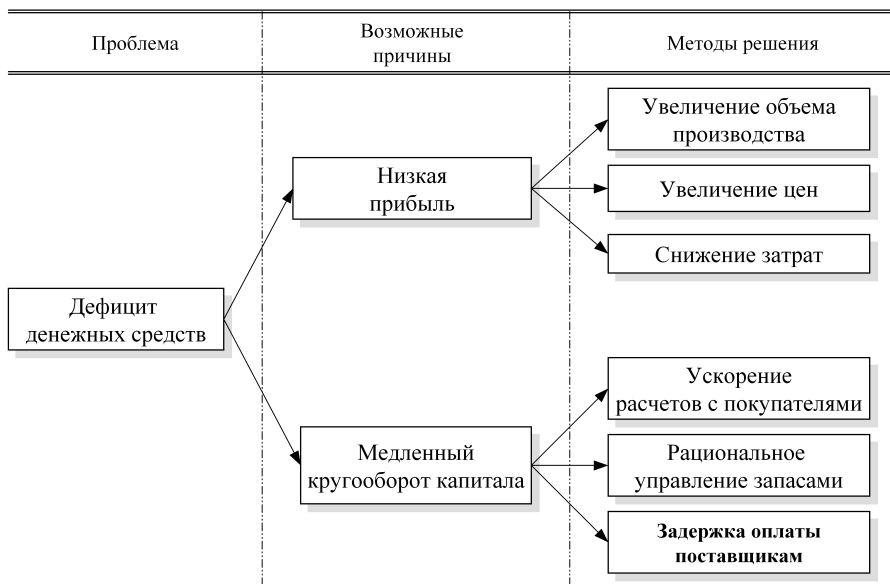 Проблема
Возможные
причины
Методы решения
Увеличение объема
производства
Низкая
прибыль
Увеличение цен
Снижение затрат
Дефицит
денежных средств
Ускорение
расчетов с покупателями
Медленный
кругооборот капитала
Рациональное
управление запасами
Задержка оплаты
поставщикам